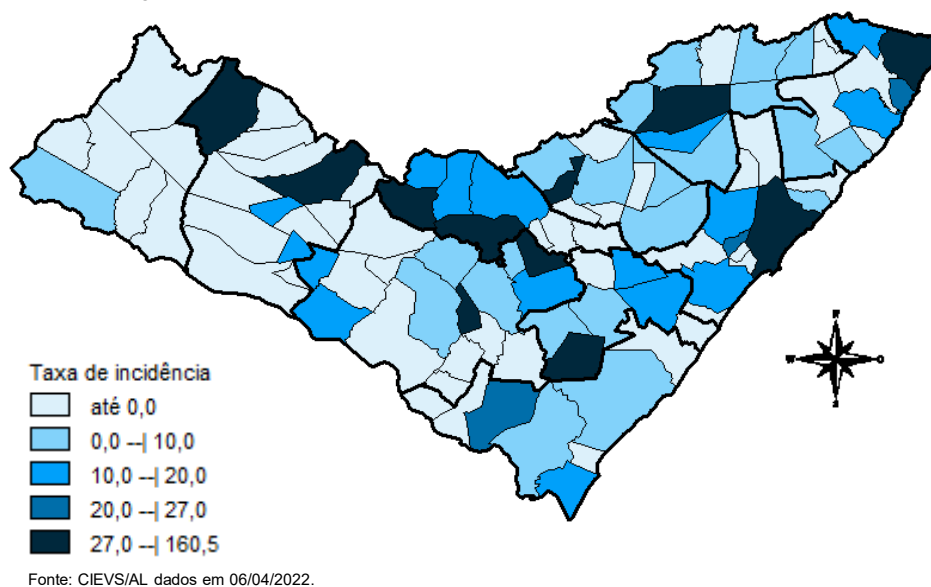 Taxa de incidência
até 0,0
0,0 --| 10,0
10,0 --| 20,0
20,0 --| 27,0
27,0 --| 160,5
Fonte: CIEVS/AL dados em 06/04/2022.
W